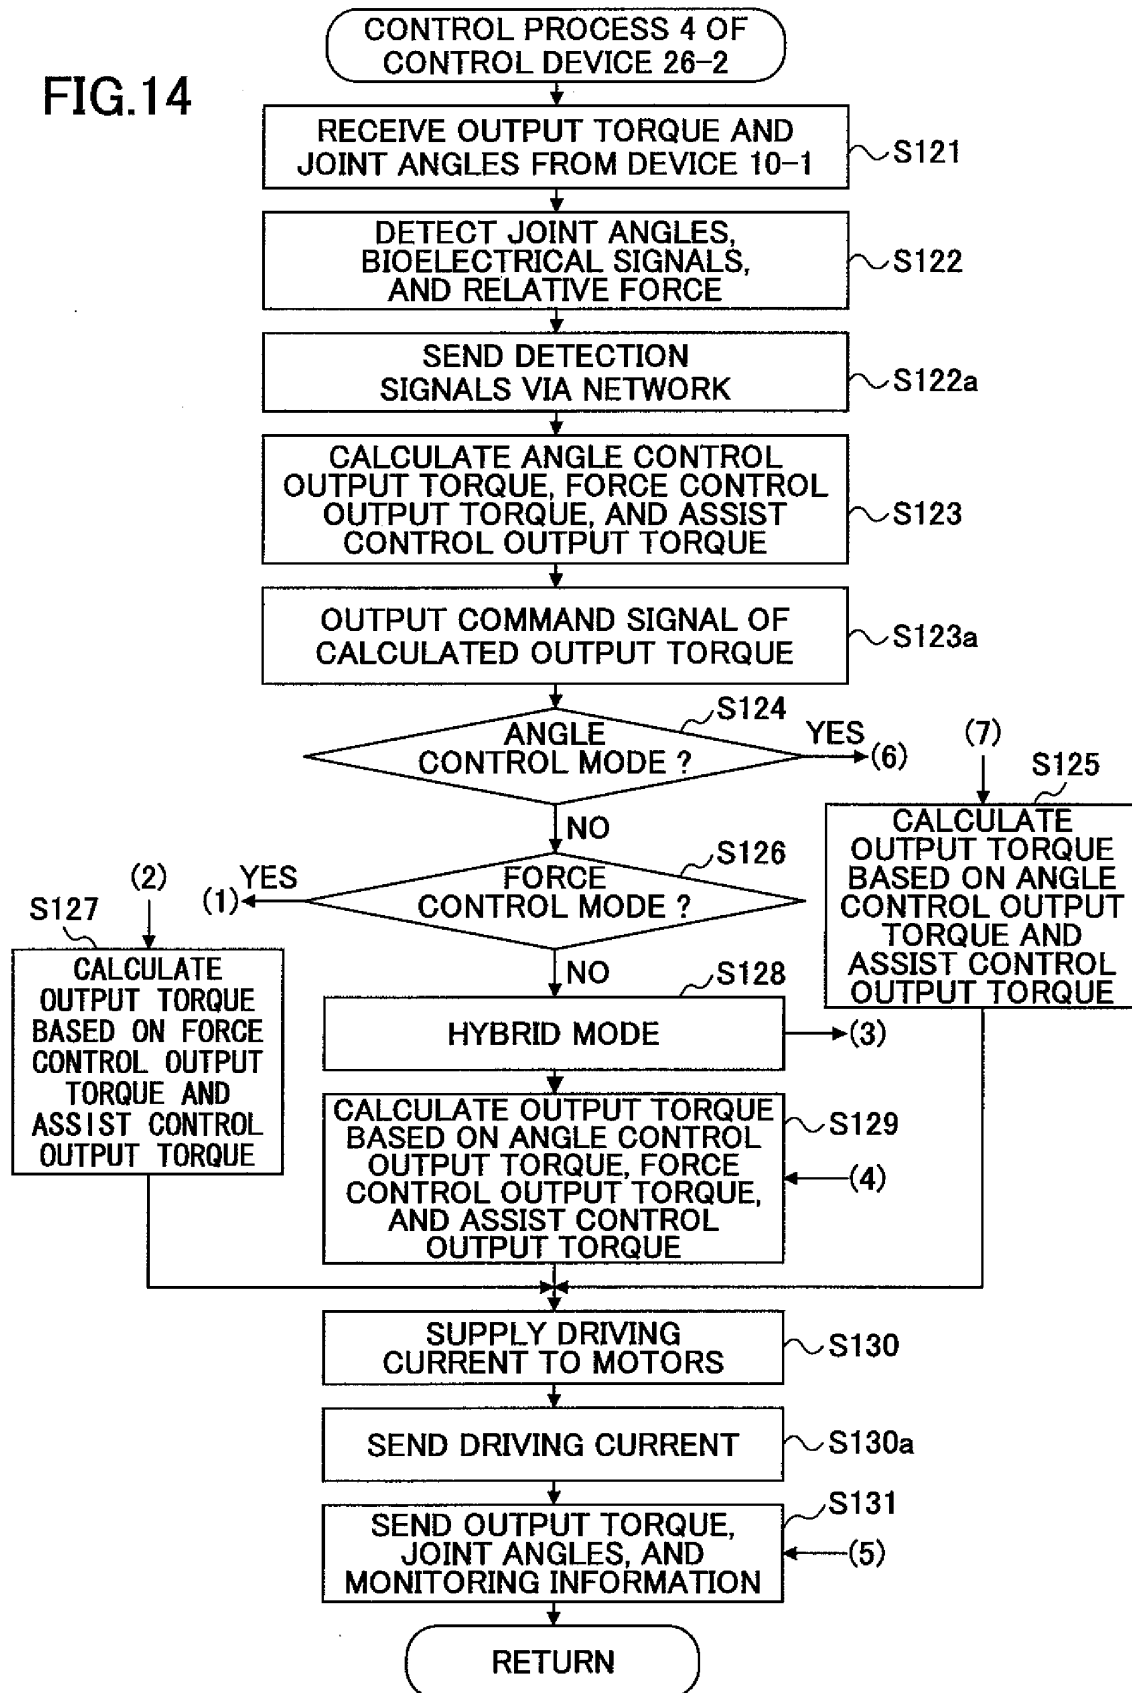 FIG.14
CONTROL PROCESS 4 OF
CONTROL DEVICE 26-2
RECEIVE OUTPUT TORQUE AND
JOINT ANGLES FROM DEVICE 10-1
S121
DETECT JOINT ANGLES,
BIOELECTRICAL SIGNALS,
AND RELATIVE FORCE
S122
SEND DETECTION
SIGNALS VIA NETWORK
S122a
CALCULATE ANGLE CONTROL
OUTPUT TORQUE, FORCE CONTROL
OUTPUT TORQUE, AND ASSIST
CONTROL OUTPUT TORQUE
S123
OUTPUT COMMAND SIGNAL OF
CALCULATED OUTPUT TORQUE
S123a
S124
ANGLE
CONTROL MODE ?
YES
(6)
NO
(7)
S125
CALCULATE
OUTPUT TORQUE
BASED ON ANGLE
CONTROL OUTPUT
TORQUE AND
ASSIST CONTROL
OUTPUT TORQUE
S126
FORCE
CONTROL MODE ?
YES
(1)
NO
(2)
S127
CALCULATE
OUTPUT TORQUE
BASED ON FORCE
CONTROL OUTPUT
TORQUE AND
ASSIST CONTROL
OUTPUT TORQUE
S128
HYBRID MODE
(3)
CALCULATE OUTPUT TORQUE
BASED ON ANGLE CONTROL
OUTPUT TORQUE, FORCE
CONTROL OUTPUT TORQUE,
AND ASSIST CONTROL
OUTPUT TORQUE
S129
(4)
SUPPLY DRIVING
CURRENT TO MOTORS
S130
SEND DRIVING CURRENT
S130a
SEND OUTPUT TORQUE,
JOINT ANGLES, AND
MONITORING INFORMATION
S131
(5)
RETURN